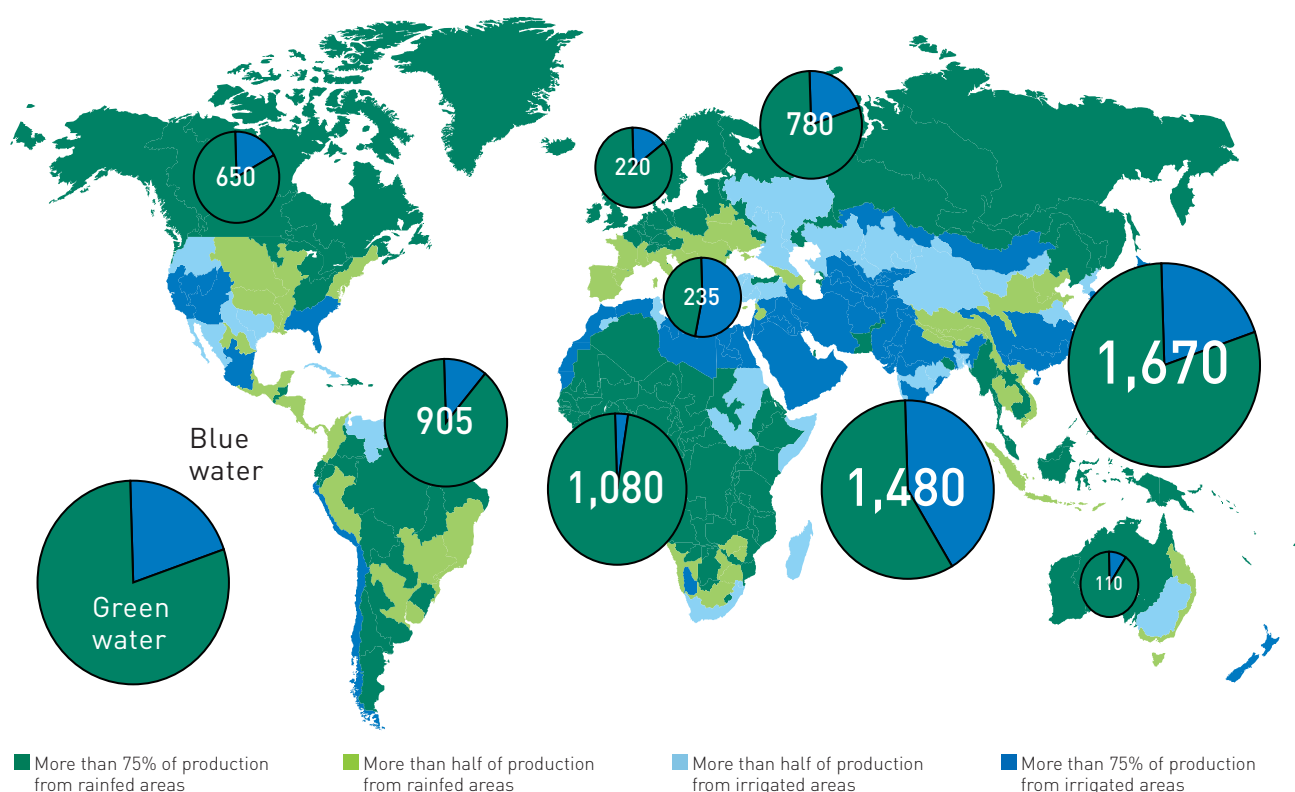 780
220
650
235
1,670
905
Blue
water
1,080
1,480
110
Green
water
More than 75% of production
from rainfed areas
More than half of production
from rainfed areas
More than half of production
from irrigated areas
More than 75% of production
from irrigated areas